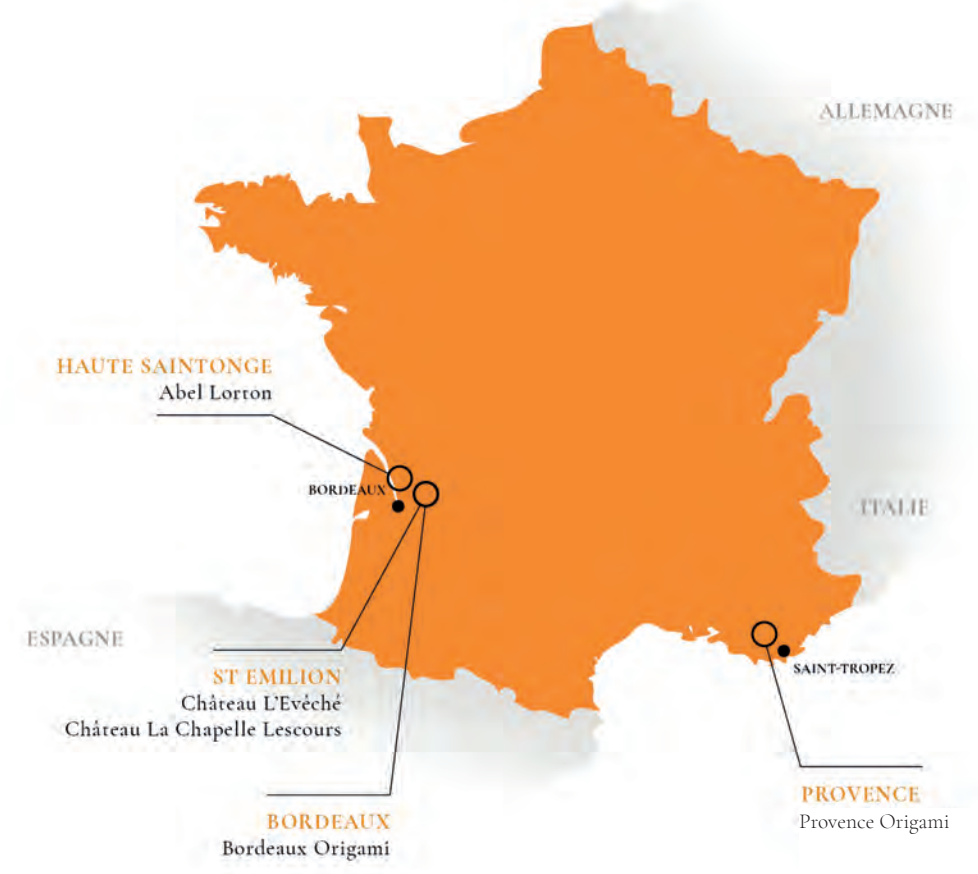 ALLEMAGNE
HAUTE SAINTONGE
Abel Lorton
BORDEAUX
ITALIE
ESPAGNE
ST EMILION
Château L'Evêché
Château La Chapelle Lescours
SAINT-TROPEZ
PROVENCE
Provence Origami
BORDEAUX
Bordeaux Origami